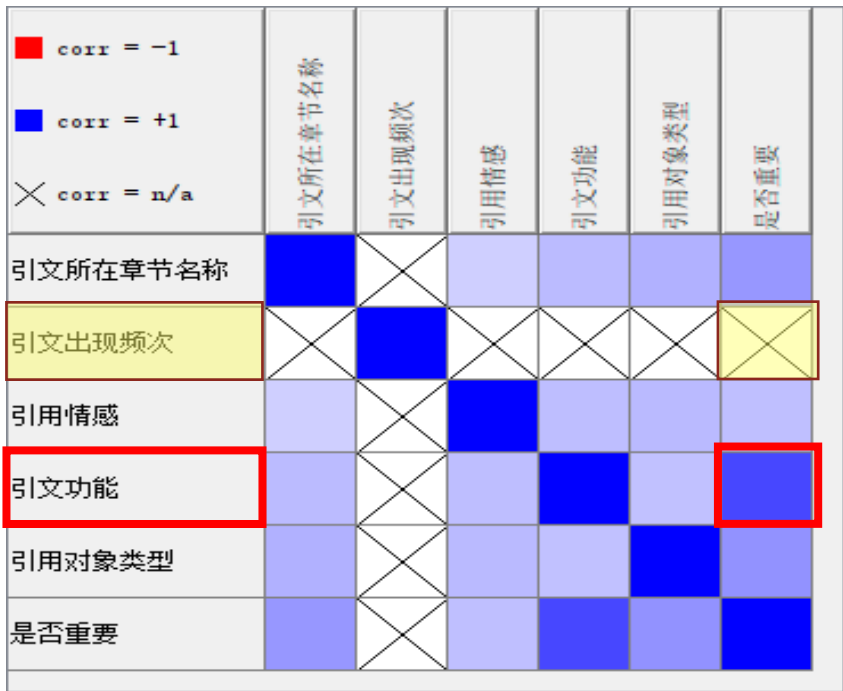 corr = -1
corr = +1
corr = n/a
引文所在章节名称
引文出现频次
引用情感
引文功能
引用对象类型
是否重要
引文所在章节名称
引文出现频次
引用情感
引文功能
引用对象类型
是否重要